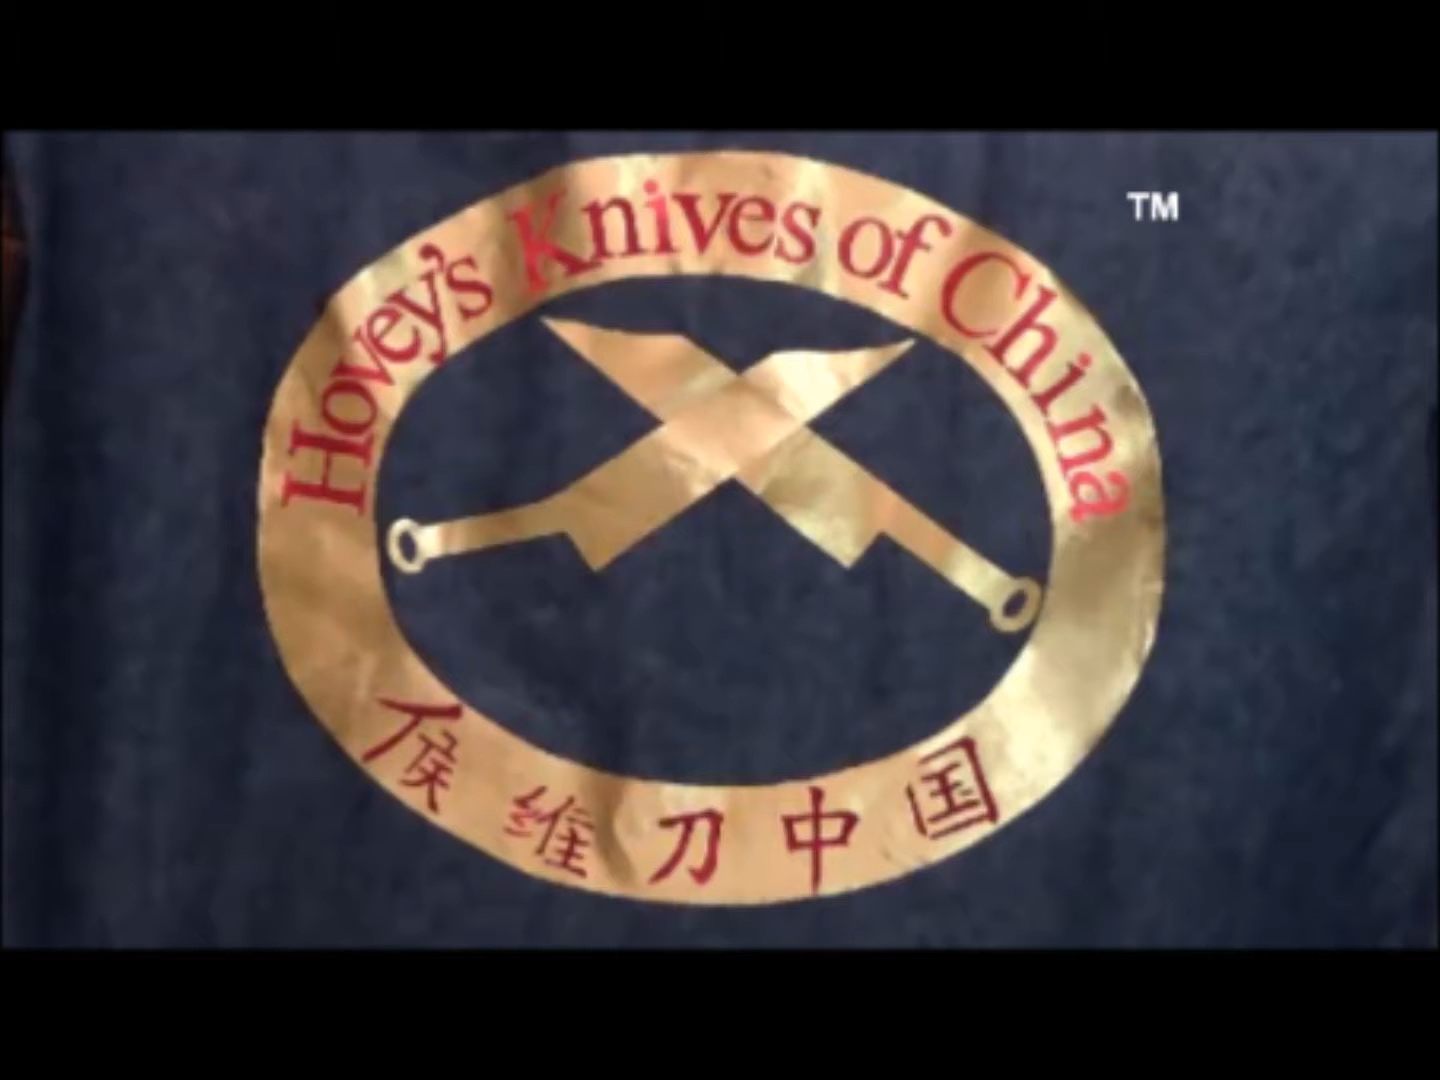 Hovey's Knives of China
TM
侯维刀中国